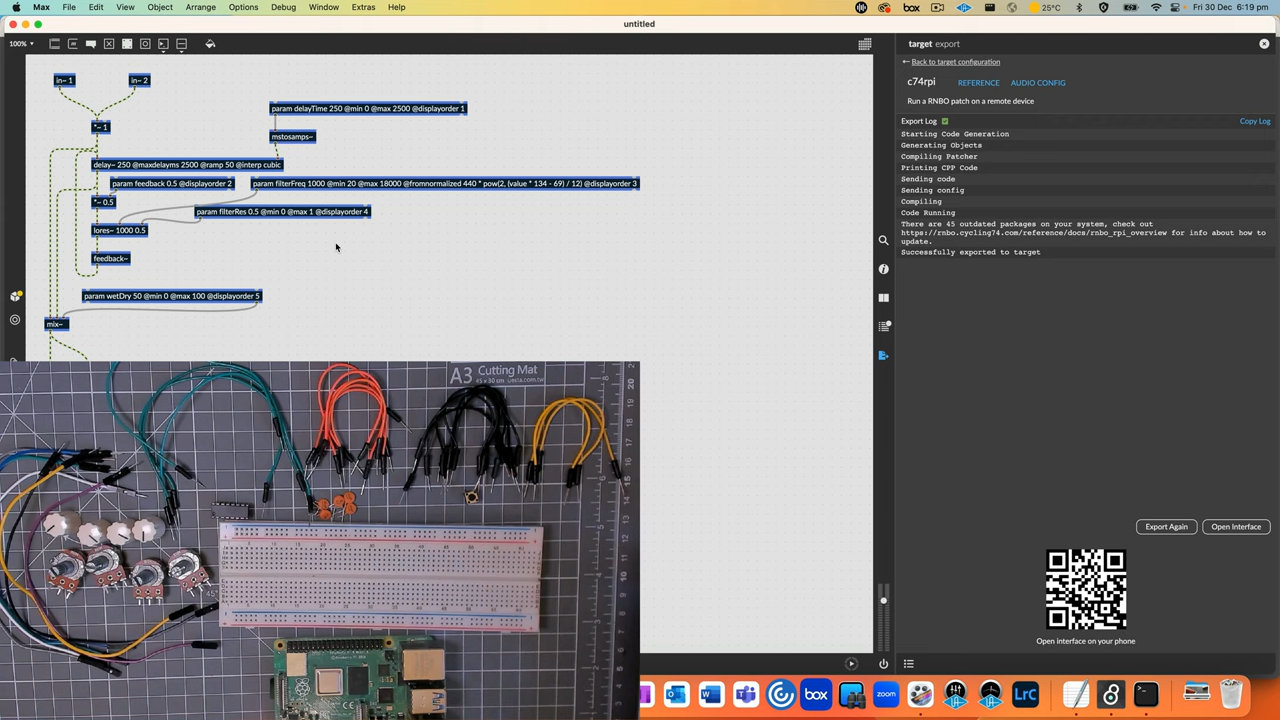 Max File Edit View Object Arrange Options Debug Window Extras Help
25°C Fri 30 Dec 6:19 pm
box
untitled
100%
target export
Back to target configuration
c74rpi REFERENCE AUDIO CONFIG
Run a RNBO patch on a remote device
Export Log Copy Log
Starting Code Generation
Generating Objects
Compiling Patcher
Printing CPP Code
Sending code
Sending config
Compiling
Code Running
There are 45 outdated packages on your system, check out
https://rnbo.cycling74.com/reference/docs/rnbo_rpi_overview for info about how to
update.
Successfully exported to target
Export Again Open Interface
Open interface on your phone
in~ 1 in~ 2
*~ 1
param delayTime 250 @min 0 @max 2500 @displayorder 1
mstosamps~
delay~ 250 @maxdelayms 2500 @ramp 50 @interp cubic
param feedback 0.5 @displayorder 2
param filterFreq 1000 @min 20 @max 18000 @fromnormalized 440 * pow(2, (value * 134 - 69) / 12) @displayorder 3
*~ 0.5
param filterRes 0.5 @min 0 @max 1 @displayorder 4
lores~ 1000 0.5
feedback~
param wetDry 50 @min 0 @max 100 @displayorder 5
mix~
A3 Cutting Mat
45°
box
zoom
LrC